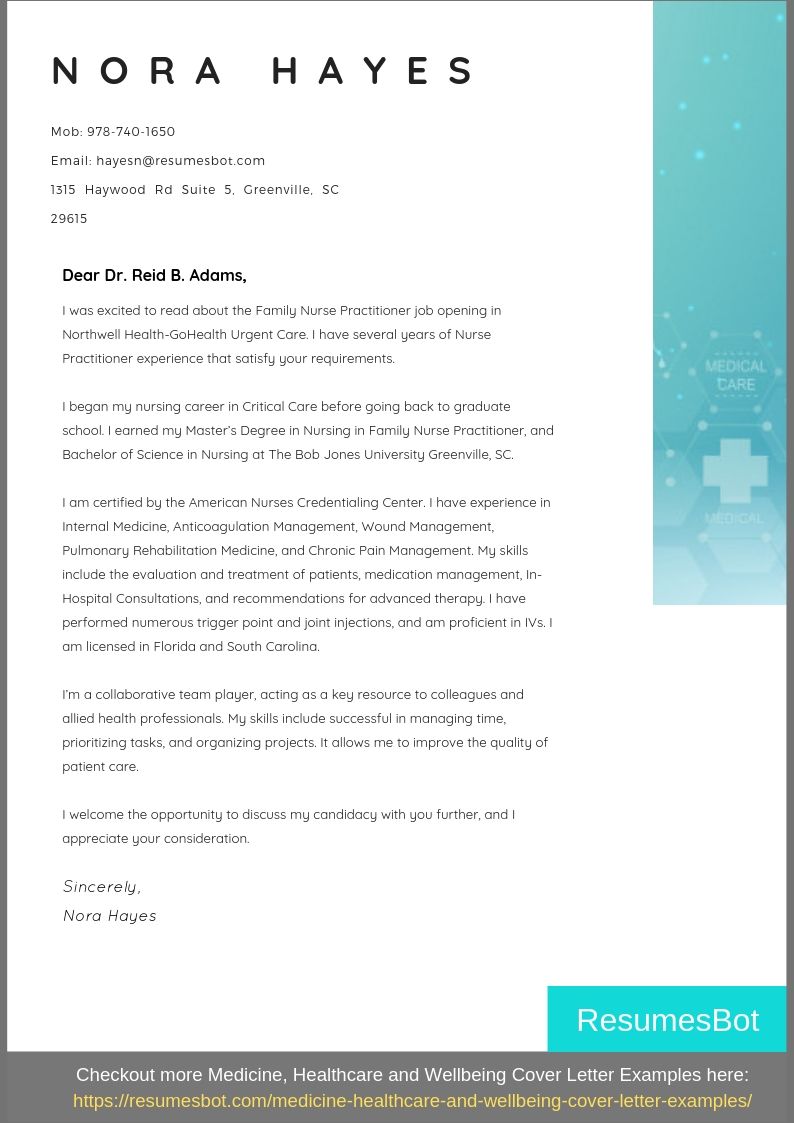 NORA HAYES
Mob: 978-740-1650
Email: hayesn@resumesbot.com
1315 Haywood Rd Suite 5, Greenville, SC
29615
Dear Dr. Reid B. Adams,
I was excited to read about the Family Nurse Practitioner job opening in
Northwell Health-GoHealth Urgent Care. I have several years of Nurse
Practitioner experience that satisfy your requirements.
I began my nursing career in Critical Care before going back to graduate
school. I earned my Master's Degree in Nursing in Family Nurse Practitioner, and
Bachelor of Science in Nursing at The Bob Jones University Greenville, SC.
I am certified by the American Nurses Credentialing Center. I have experience in
Internal Medicine, Anticoagulation Management, Wound Management,
Pulmonary Rehabilitation Medicine, and Chronic Pain Management. My skills
include the evaluation and treatment of patients, medication management, In-
Hospital Consultations, and recommendations for advanced therapy. I have
performed numerous trigger point and joint injections, and am proficient in IVs. I
am licensed in Florida and South Carolina.
I'm a collaborative team player, acting as a key resource to colleagues and
allied health professionals. My skills include successful in managing time,
prioritizing tasks, and organizing projects. It allows me to improve the quality of
patient care.
I welcome the opportunity to discuss my candidacy with you further, and I
appreciate your consideration.
Sincerely,
Nora Hayes
MEDICAL
CARE
MEDICAL
ResumesBot
Checkout more Medicine, Healthcare and Wellbeing Cover Letter Examples here:
https://resumesbot.com/medicine-healthcare-and-wellbeing-cover-letter-examples/